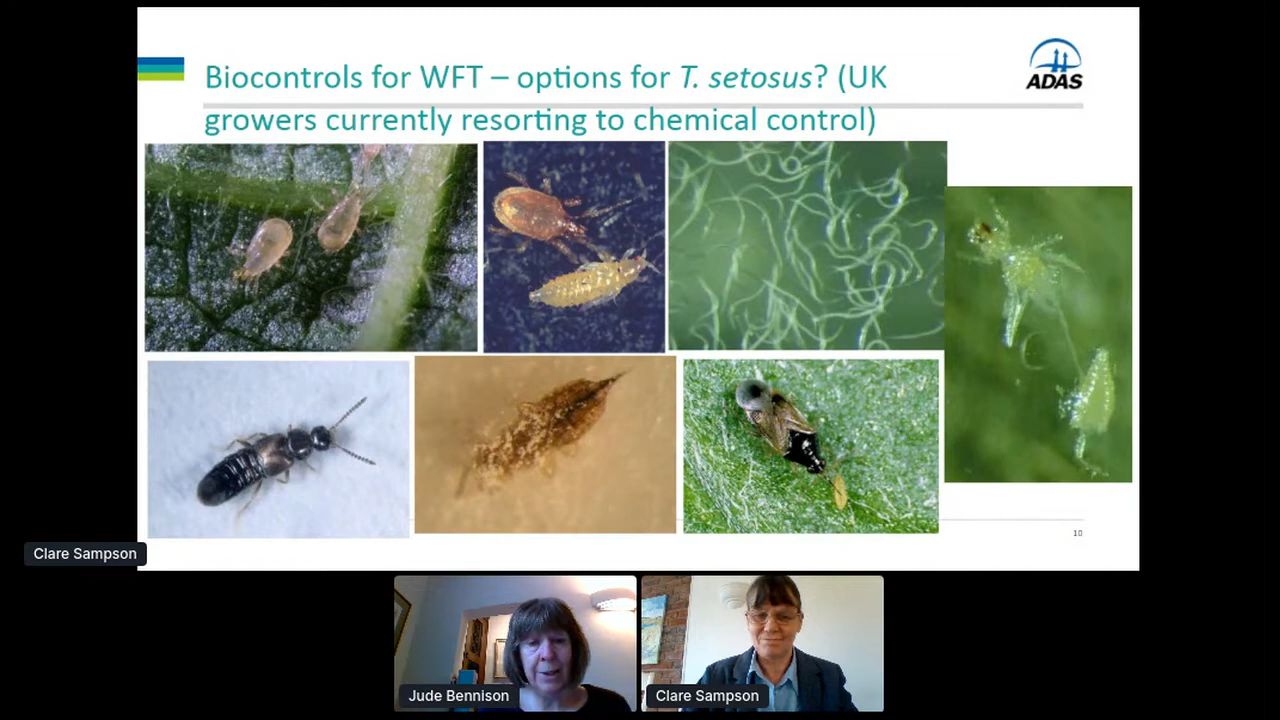 Biocontrols for WFT – options for T. setosus? (UK
growers currently resorting to chemical control)
ADAS
10
Clare Sampson
Jude Bennison
Clare Sampson